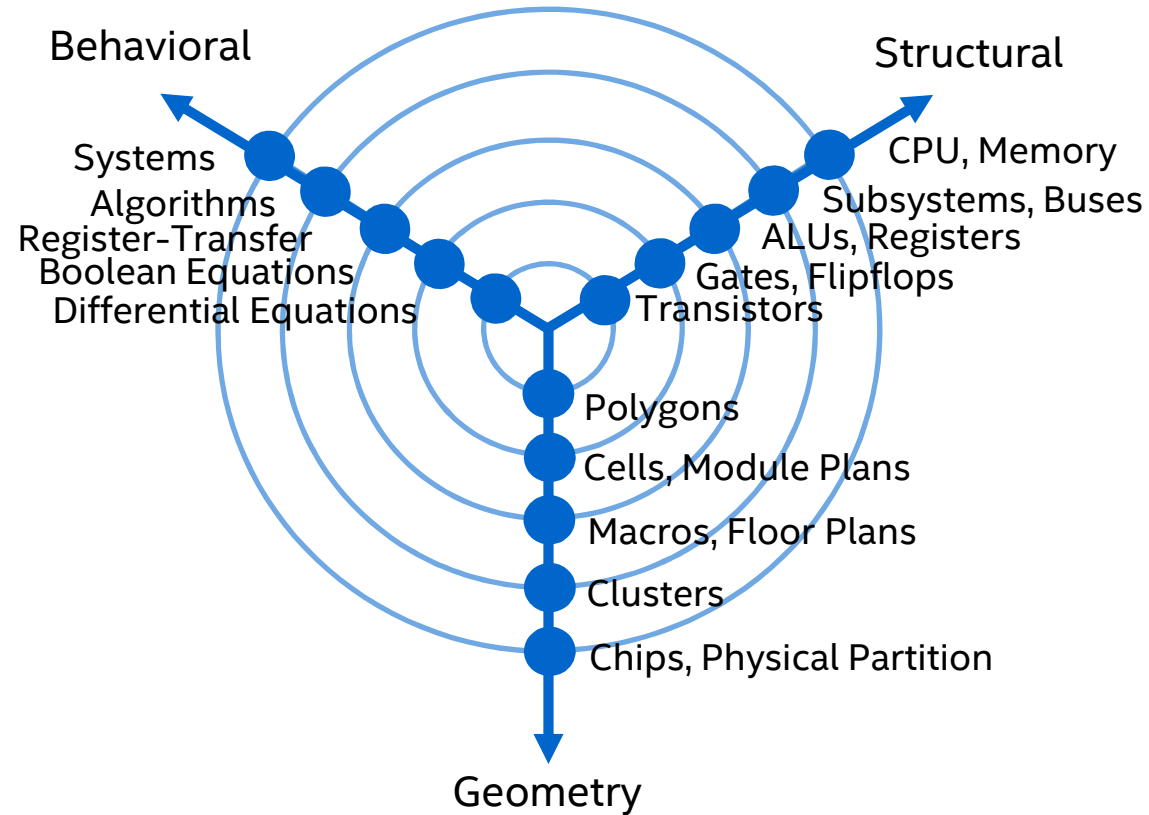 Behavioral
Structural
Systems
Algorithms
Register-Transfer
Boolean Equations
Differential Equations
CPU, Memory
Subsystems, Buses
ALUs, Registers
Gates, Flipflops
Transistors
Polygons
Cells, Module Plans
Macros, Floor Plans
Clusters
Chips, Physical Partition
Geometry